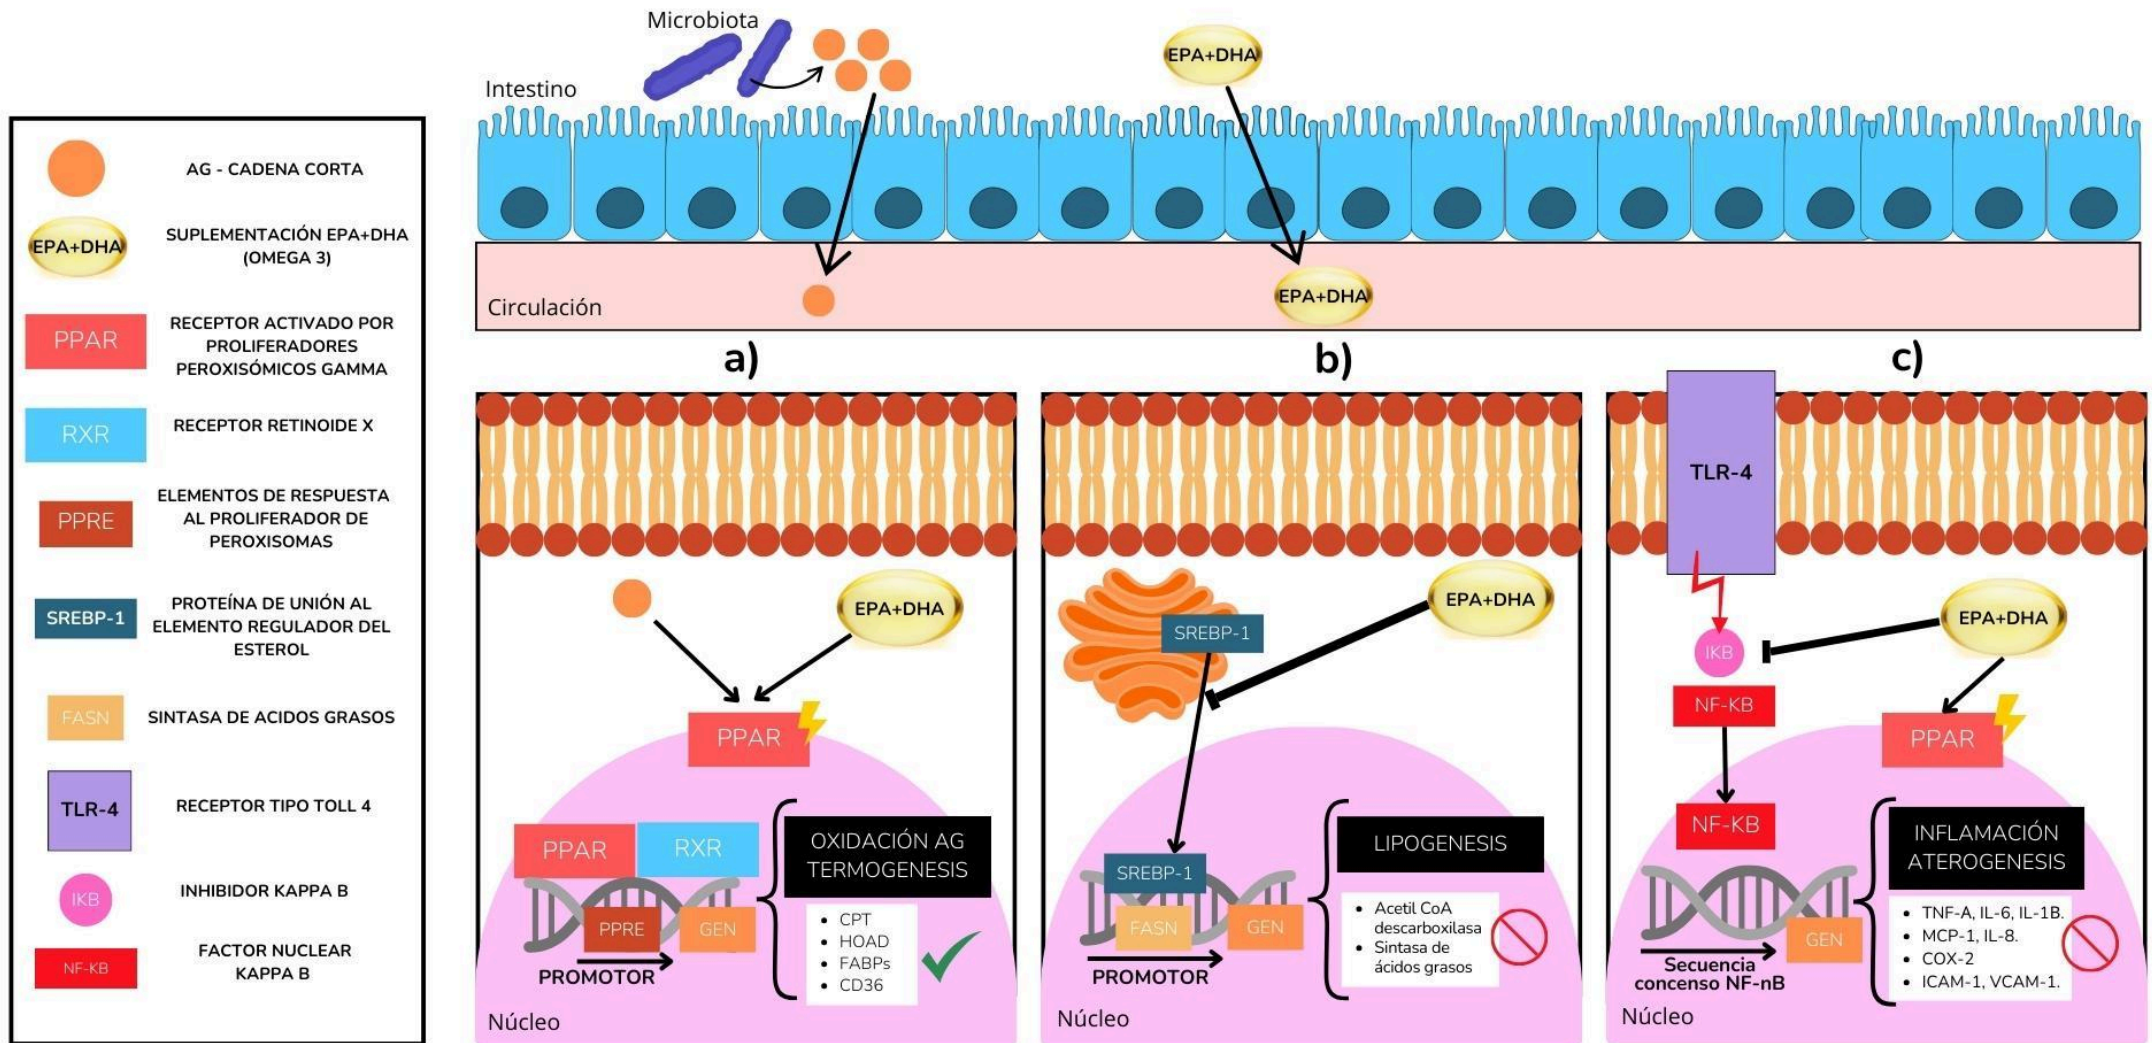 Microbiota
Intestino
EPA+DHA
Circulación
EPA+DHA
AG - CADENA CORTA
EPA+DHA
SUPLEMENTACIÓN EPA+DHA
(OMEGA 3)
PPAR
RECEPTOR ACTIVADO POR
PROLIFERADORES
PEROXISÓMICOS GAMMA
RXR
RECEPTOR RETINOIDE X
PPRE
ELEMENTOS DE RESPUESTA
AL PROLIFERADOR DE
PEROXISOMAS
SREBP-1
PROTEÍNA DE UNIÓN AL
ELEMENTO REGULADOR DEL
ESTEROL
FASN
SINTASA DE ACIDOS GRASOS
TLR-4
RECEPTOR TIPO TOLL 4
IKB
INHIBIDOR KAPPA B
NF-KB
FACTOR NUCLEAR
KAPPA B
a)
EPA+DHA
PPAR
PPAR
RXR
PPRE
GEN
PROMOTOR
OXIDACIÓN AG
TERMOGENESIS
• CPT
• HOAD
• FABPs
• CD36
Núcleo
b)
SREBP-1
EPA+DHA
SREBP-1
FASN
GEN
PROMOTOR
LIPOGENESIS
• Acetil CoA
descarboxilasa
• Sintasa de
ácidos grasos
Núcleo
c)
TLR-4
IKB
EPA+DHA
NF-KB
PPAR
NF-KB
GEN
Secuencia
concenso NF-nB
INFLAMACIÓN
ATEROGENESIS
• TNF-A, IL-6, IL-1B.
• MCP-1, IL-8.
• COX-2
• ICAM-1, VCAM-1.
Núcleo